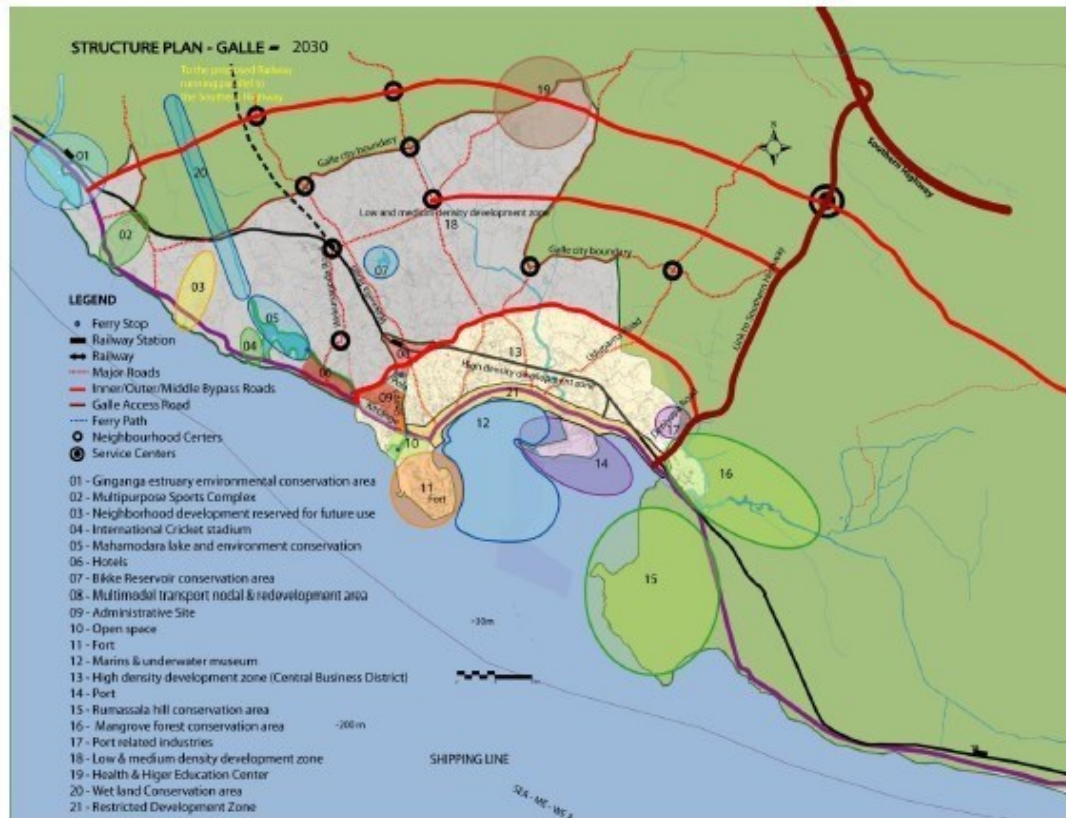 STRUCTURE PLAN - GALLE - 2030
To the proposed Railway
running parallel to
the Southern Highway
19
01
Galle city boundary
20
S
Southern Highway
02
Low and medium density development zone
18
07
Galle city boundary
03
LEGEND
Ferry Stop
Railway Station
Railway
Major Roads
Inner/Outer/Middle Bypass Roads
Galle Access Road
Ferry Path
Neighbourhood Centers
Service Centers
05
04
06
08
09
13
High density development zone
21
12
10
11
Fort
14
17
16
15
Link to Southern Highway
01 - Ginganga estuary environmental conservation area
02 - Multipurpose Sports Complex
03 - Neighborhood development reserved for future use
04 - International Cricket stadium
05 - Mahamodara lake and environment conservation
06 - Hotels
07 - Bikke Reservoir conservation area
08 - Multimodel transport nodal & redevelopment area
09 - Administrative Site
10 - Open space
11 - Fort
12 - Marins & underwater museum
13 - High density development zone (Central Business District)
14 - Port
15 - Rumassala hill conservation area
16 - Mangrove forest conservation area
17 - Port related industries
18 - Low & medium density development zone
19 - Health & Higer Education Center
20 - Wet land Conservation area
21 - Restricted Development Zone
-30m
-200 m
SHIPPING LINE
SEA - ME - WE